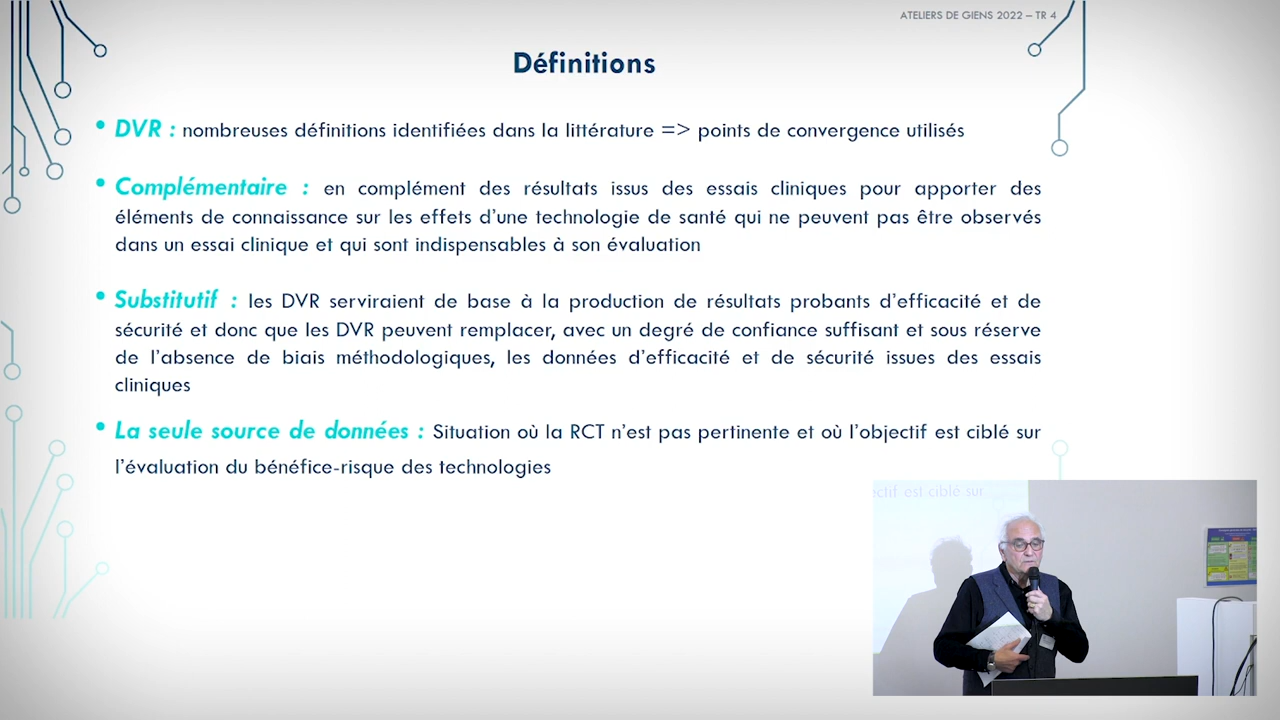 ATELIERS DE GIENS 2022 – TR 4
Définitions
• DVR : nombreuses définitions identifiées dans la littérature => points de convergence utilisés
• Complémentaire : en complément des résultats issus des essais cliniques pour apporter des
éléments de connaissance sur les effets d'une technologie de santé qui ne peuvent pas être observés
dans un essai clinique et qui sont indispensables à son évaluation
• Substitutif : les DVR serviraient de base à la production de résultats probants d'efficacité et de
sécurité et donc que les DVR peuvent remplacer, avec un degré de confiance suffisant et sous réserve
de l'absence de biais méthodologiques, les données d'efficacité et de sécurité issues des essais
cliniques
• La seule source de données : Situation où la RCT n'est pas pertinente et où l'objectif est ciblé sur
l'évaluation du bénéfice-risque des technologies
ectif est ciblé sur